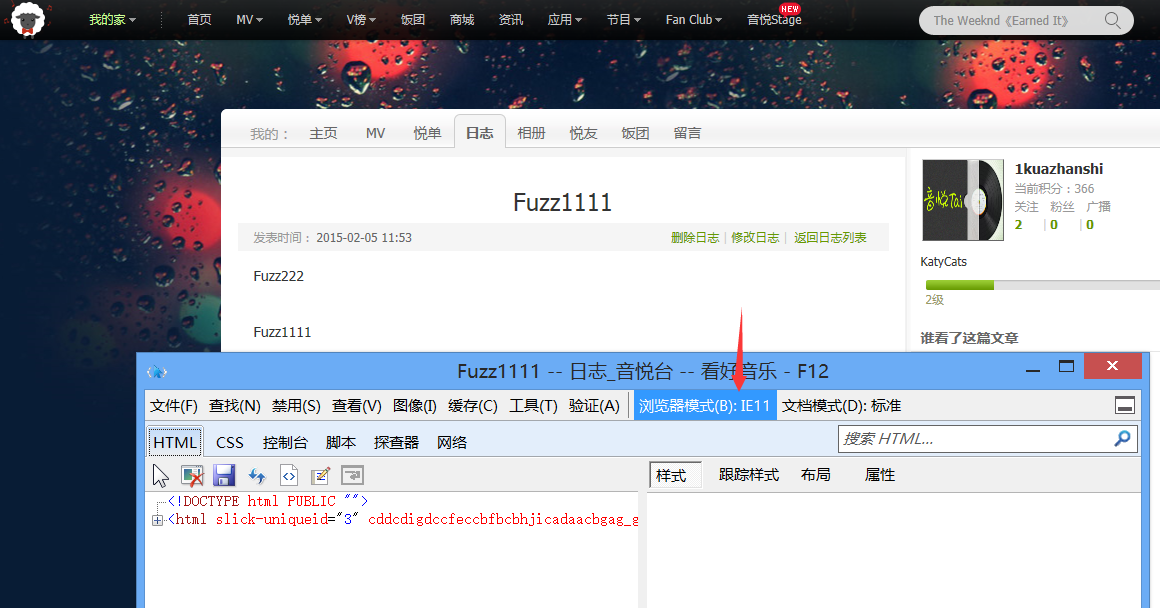 我的家 首页 MV 悦单 V榜 饭团 商城 资讯 应用 节目 Fan Club 音悦Stage NEW The Weeknd《Earned It》
我的： 主页 MV 悦单 日志 相册 悦友 饭团 留言
Fuzz1111
发表时间： 2015-02-05 11:53 删除日志 | 修改日志 | 返回日志列表
Fuzz222
Fuzz1111
音悦Tai
1kuazhanshi
当前积分：366
关注 粉丝 广播
2 | 0 | 0
KatyCats
2级
谁看了这篇文章
Fuzz1111 -- 日志_音悦台 -- 看好音乐 - F12
文件(F) 查找(N) 禁用(S) 查看(V) 图像(I) 缓存(C) 工具(T) 验证(A) 浏览器模式(B): IE11 文档模式(D): 标准
HTML CSS 控制台 脚本 探查器 网络 搜索 HTML...
样式 跟踪样式 布局 属性
<!DOCTYPE html PUBLIC "">
<html slick-uniqueid="3" cddcdigdccfeccbfbcbhjicadaacbgag_g